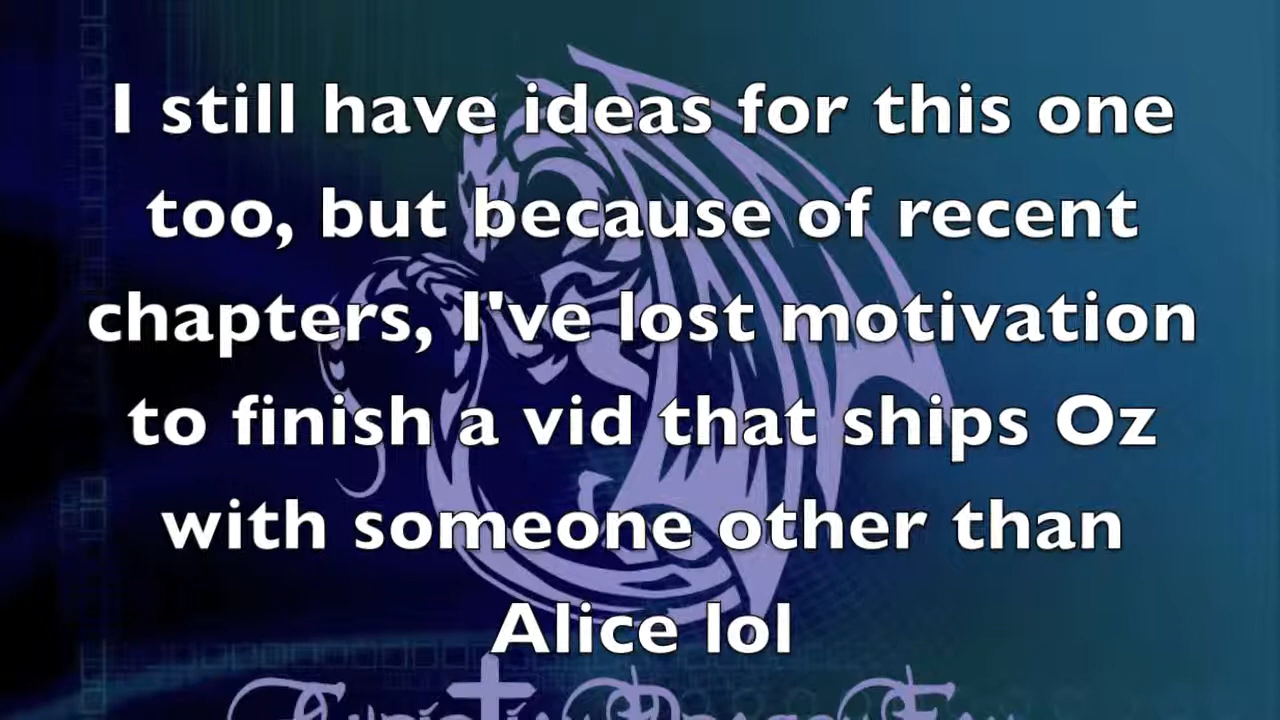 I still have ideas for this one
too, but because of recent
chapters, I've lost motivation
to finish a vid that ships Oz
with someone other than
Alice lol